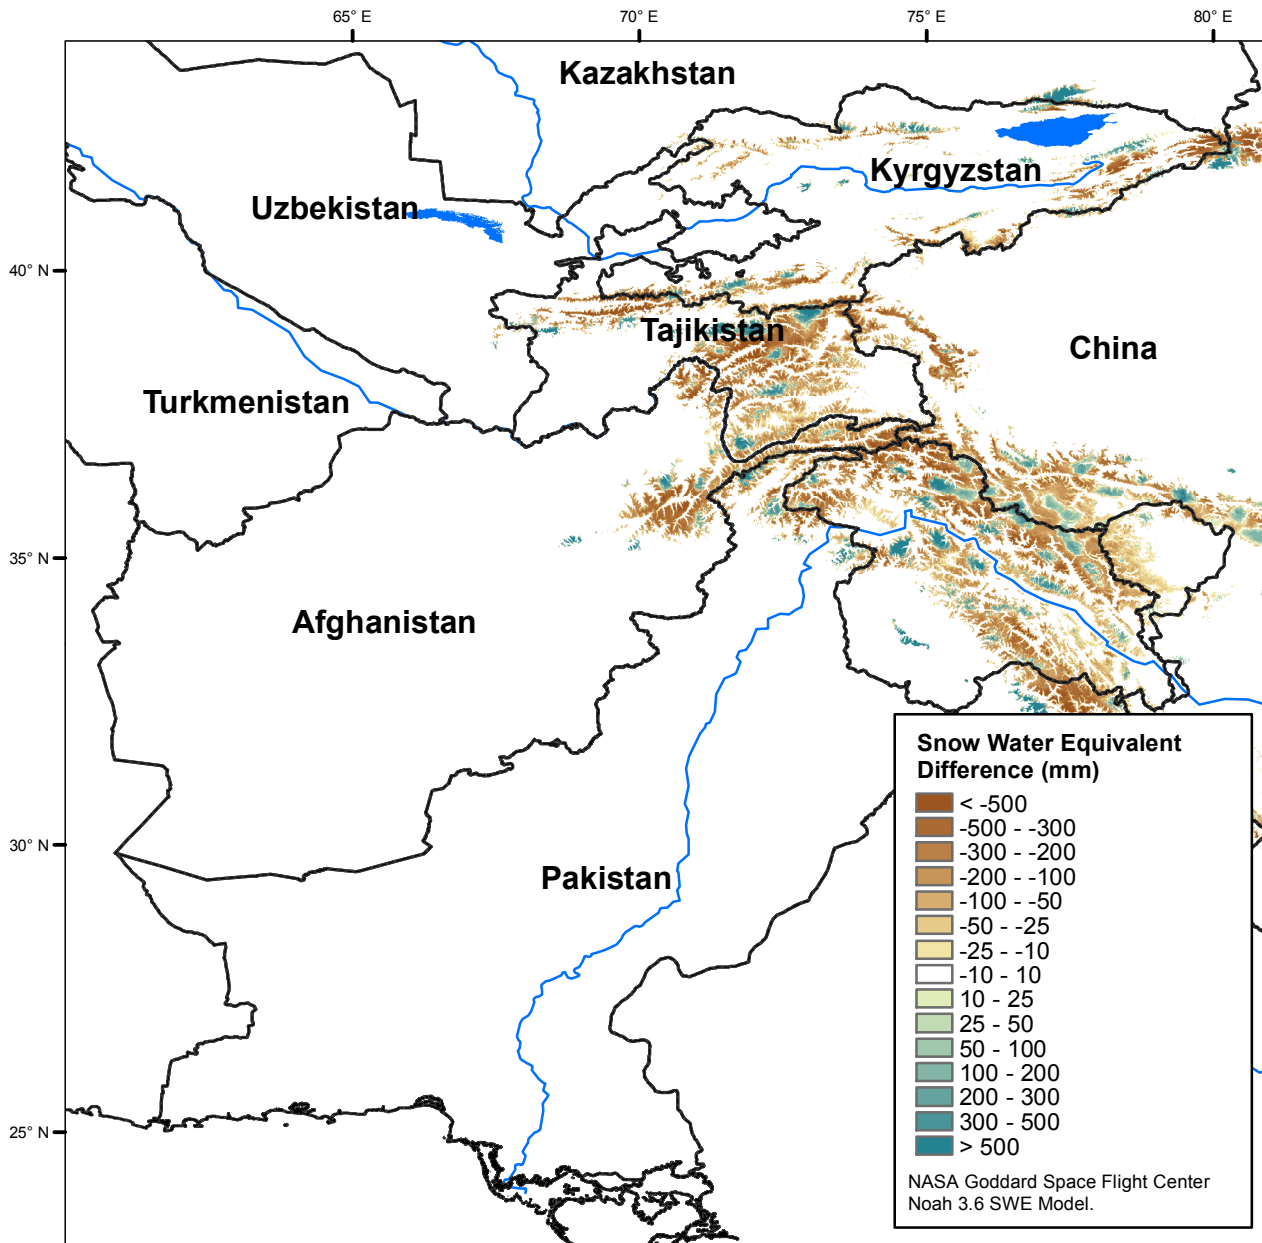 65° E
70° E
75° E
80° E
Kazakhstan
Kyrgyzstan
Uzbekistan
40° N
Tajikistan
China
Turkmenistan
35° N
Afghanistan
30° N
Pakistan
25° N
Snow Water Equivalent
Difference (mm)
< -500
-500 - -300
-300 - -200
-200 - -100
-100 - -50
-50 - -25
-25 - -10
-10 - 10
10 - 25
25 - 50
50 - 100
100 - 200
200 - 300
300 - 500
> 500
NASA Goddard Space Flight Center
Noah 3.6 SWE Model.